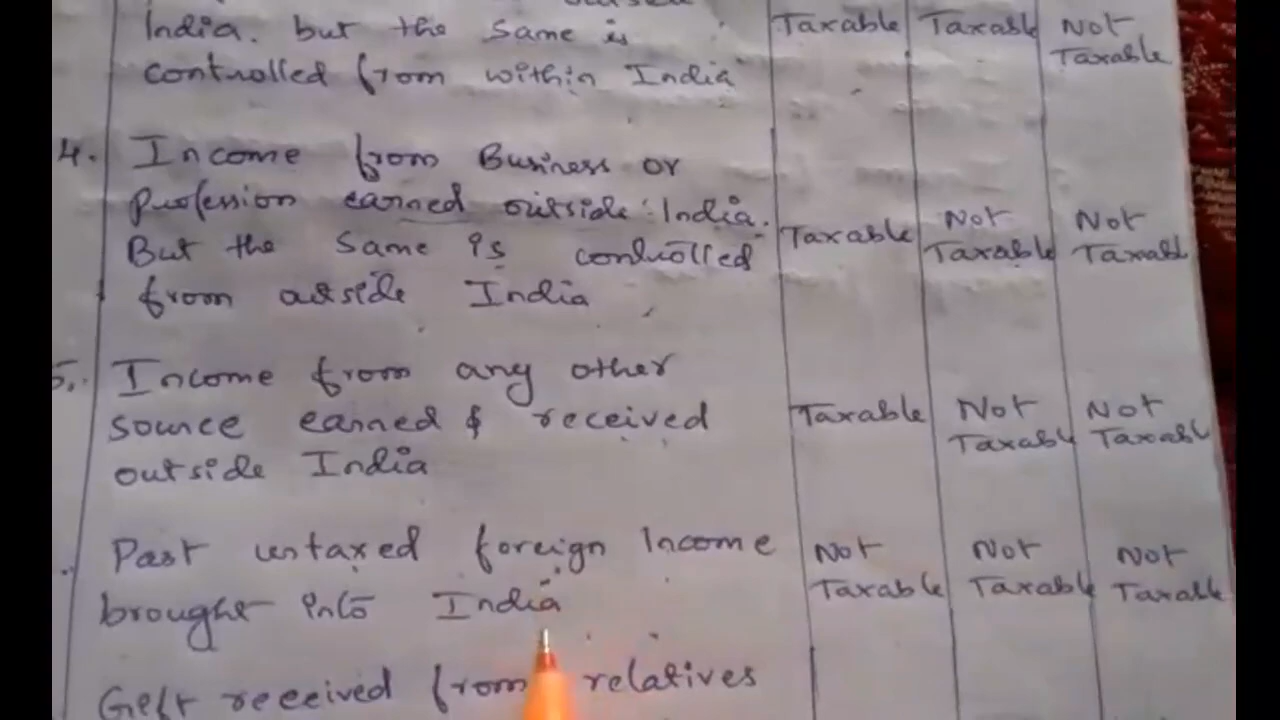 India. but the same is Taxable Taxable Not Taxable
controlled from within India
4. Income from Business or
profession earned outside India.
But the same is controlled Taxable Not Taxable Not Taxabl
from outside India
5. Income from any other
source earned & received Taxable Not Taxable Not Taxabl
outside India
Past untaxed foreign Income Not Taxable Not Taxable Not Taxable
brought into India
Gift received from relatives